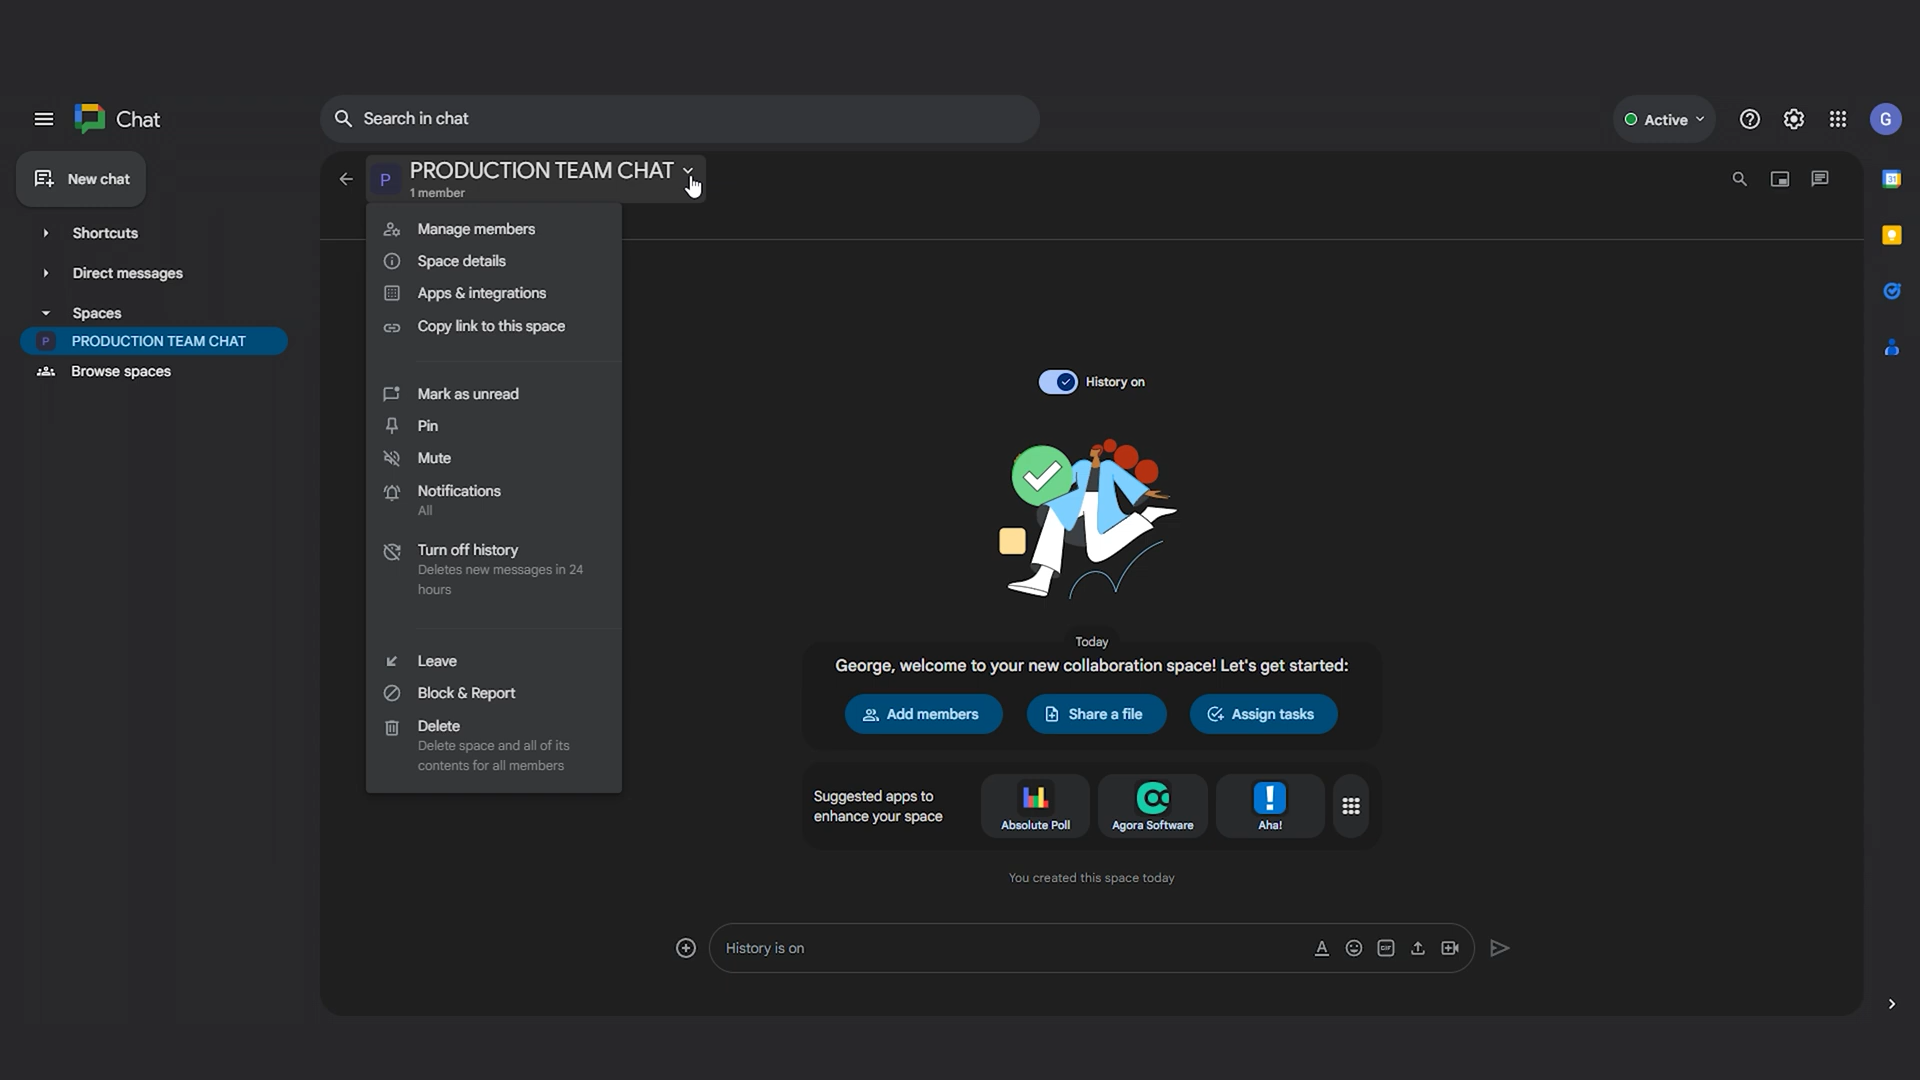 Chat
Search in chat
Active
G
New chat
P
PRODUCTION TEAM CHAT
1 member
Shortcuts
Direct messages
Spaces
P
PRODUCTION TEAM CHAT
Browse spaces
Manage members
Space details
Apps & integrations
Copy link to this space
Mark as unread
Pin
Mute
Notifications
All
Turn off history
Deletes new messages in 24
hours
Leave
Block & Report
Delete
Delete space and all of its
contents for all members
History on
Today
George, welcome to your new collaboration space! Let's get started:
Add members
Share a file
Assign tasks
Suggested apps to
enhance your space
Absolute Poll
Agora Software
Aha!
You created this space today
History is on
GIF
31